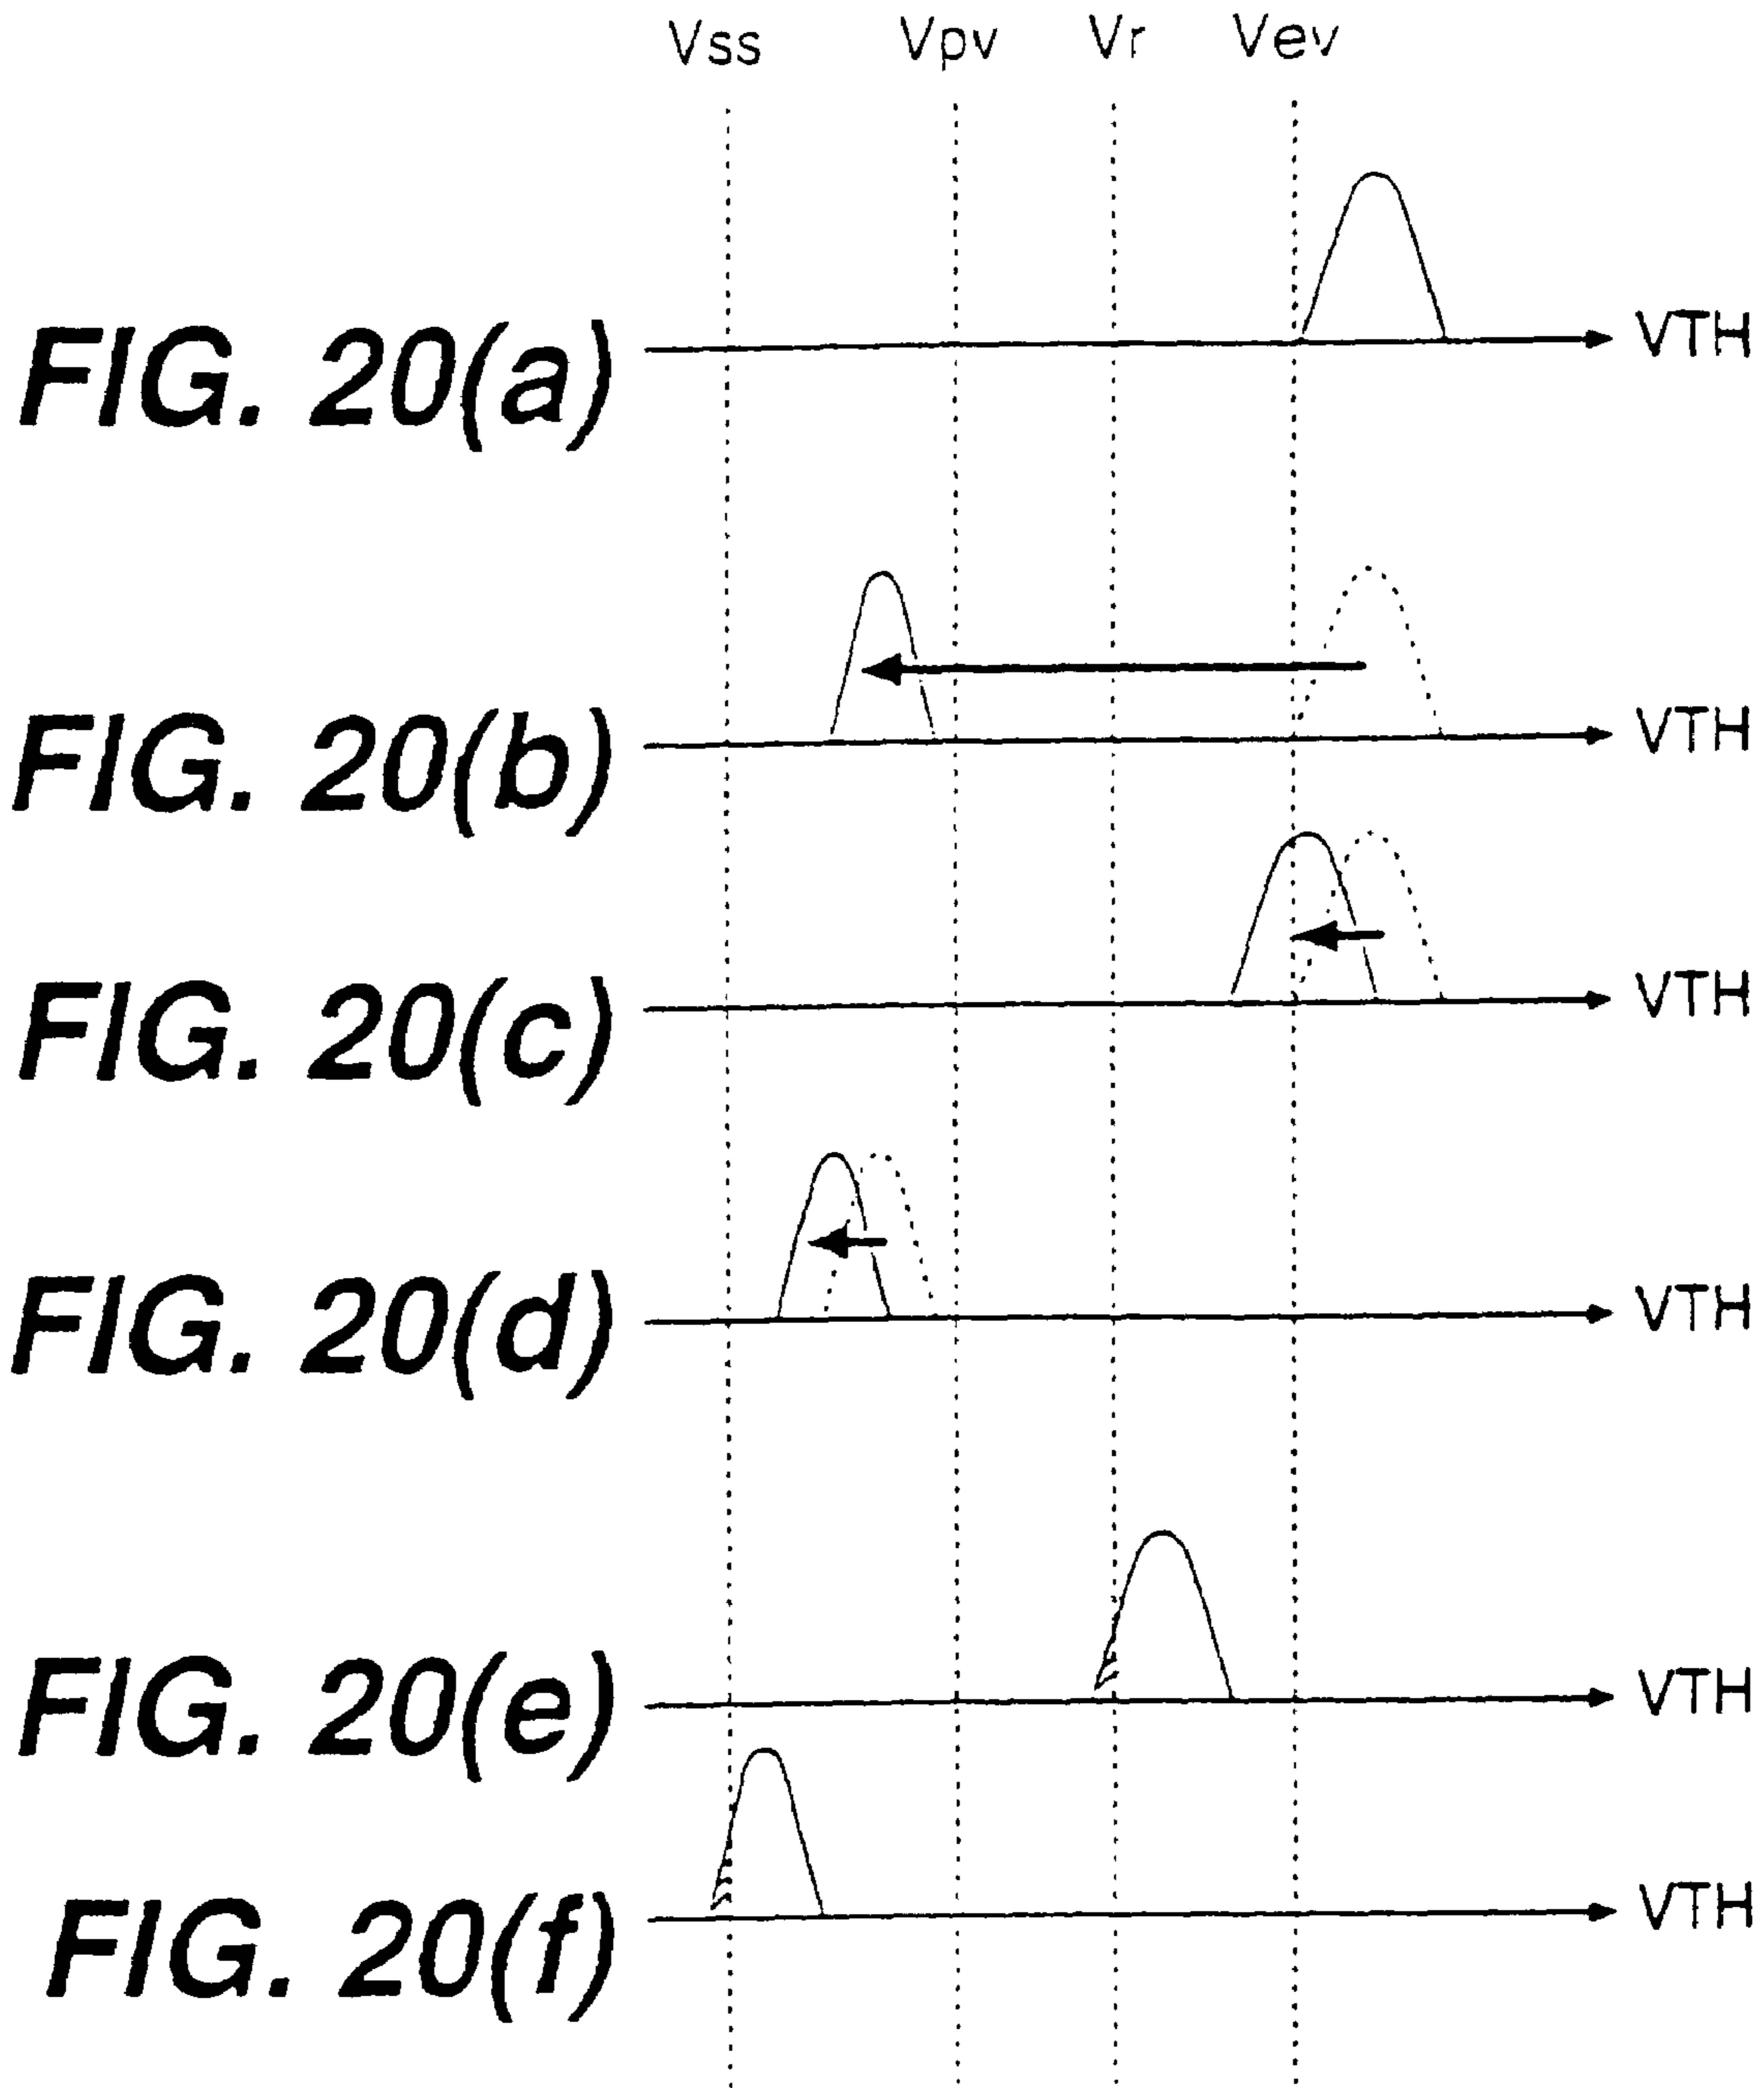 Vss Vpv Vr Vev
FIG. 20(a) VTH
FIG. 20(b) VTH
FIG. 20(c) VTH
FIG. 20(d) VTH
FIG. 20(e) VTH
FIG. 20(f) VTH